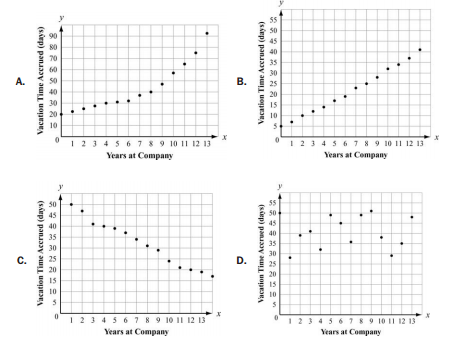 A.
y
Vacation Time Accrued (days)
90
80
70
60
50
40
30
20
10
0
1 2 3 4 5 6 7 8 9 10 11 12 13
x
Years at Company
B.
y
Vacation Time Accrued (days)
55
50
45
40
35
30
25
20
15
10
5
0
1 2 3 4 5 6 7 8 9 10 11 12 13
x
Years at Company
C.
y
Vacation Time Accrued (days)
50
45
40
35
30
25
20
15
10
5
0
1 2 3 4 5 6 7 8 9 10 11 12 13
x
Years at Company
D.
y
Vacation Time Accrued (days)
55
50
45
40
35
30
25
20
15
10
5
0
1 2 3 4 5 6 7 8 9 10 11 12 13
x
Years at Company